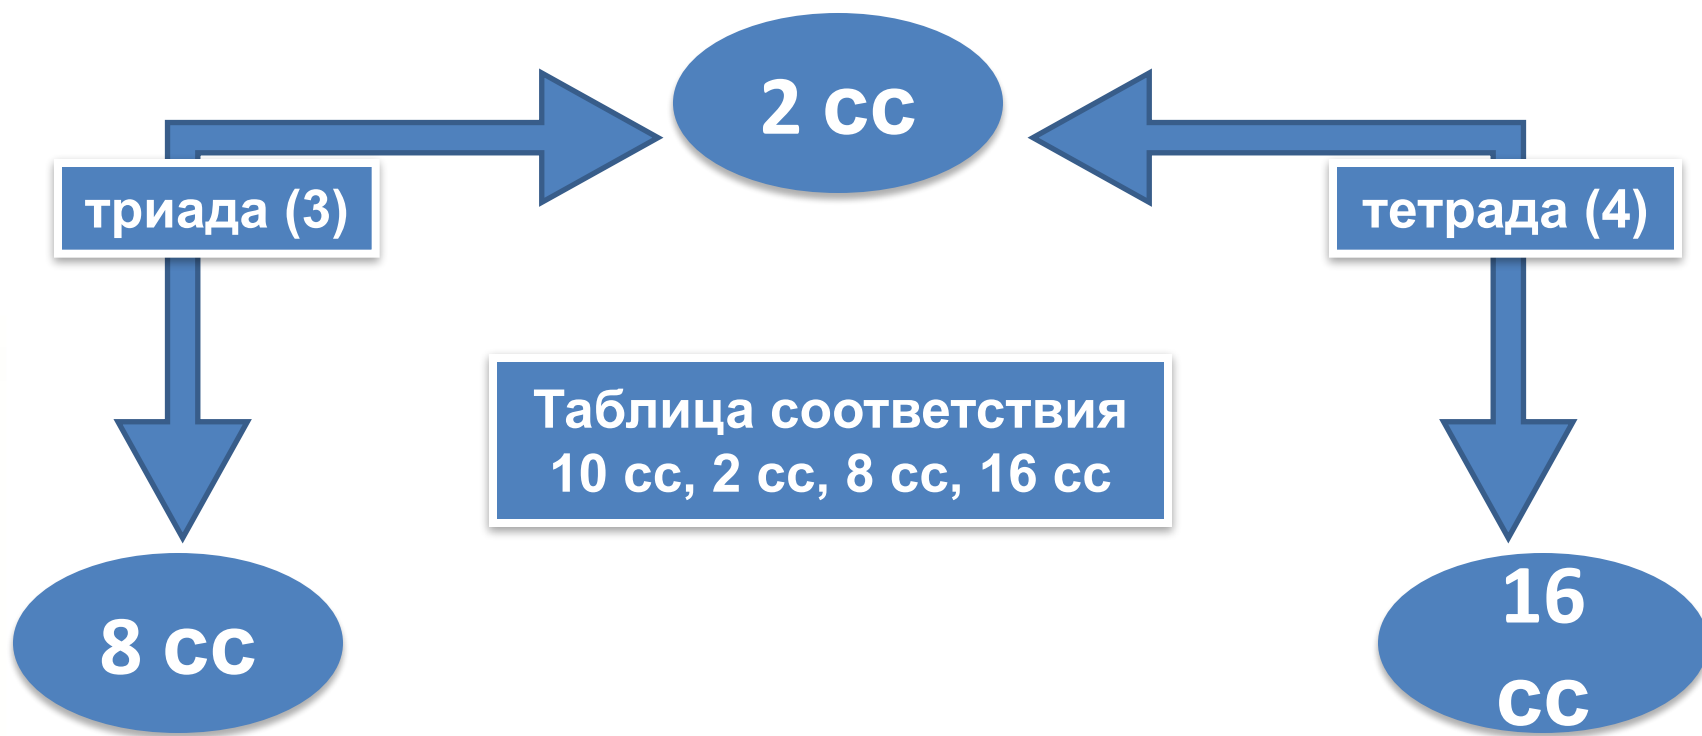 2 сс
триада (3)
тетрада (4)
Таблица соответствия
10 сс, 2 сс, 8 сс, 16 сс
8 сс
16
сс